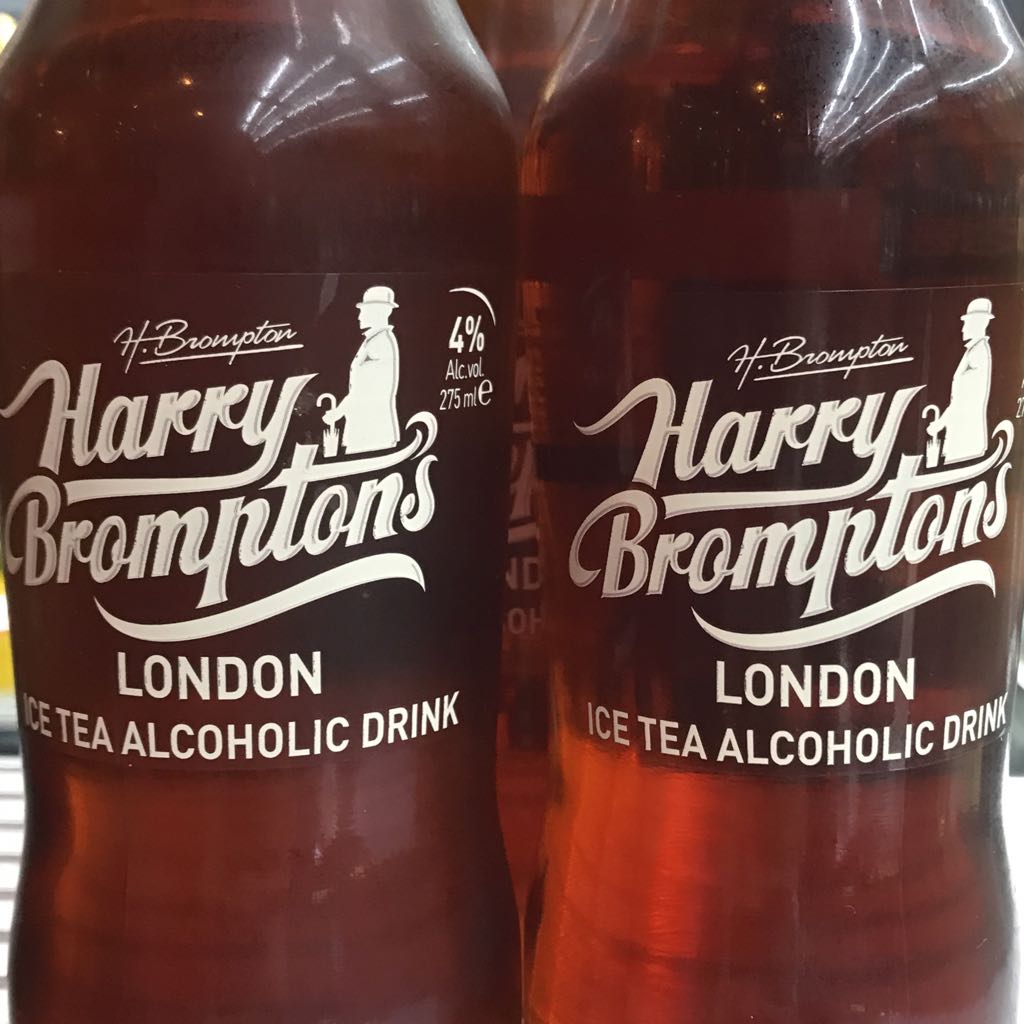 H. Brompton
Harry
Bromptons
LONDON
ICE TEA ALCOHOLIC DRINK
4%
Alc.vol.
275 ml e
H. Brompton
Harry
Bromptons
LONDON
ICE TEA ALCOHOLIC DRINK